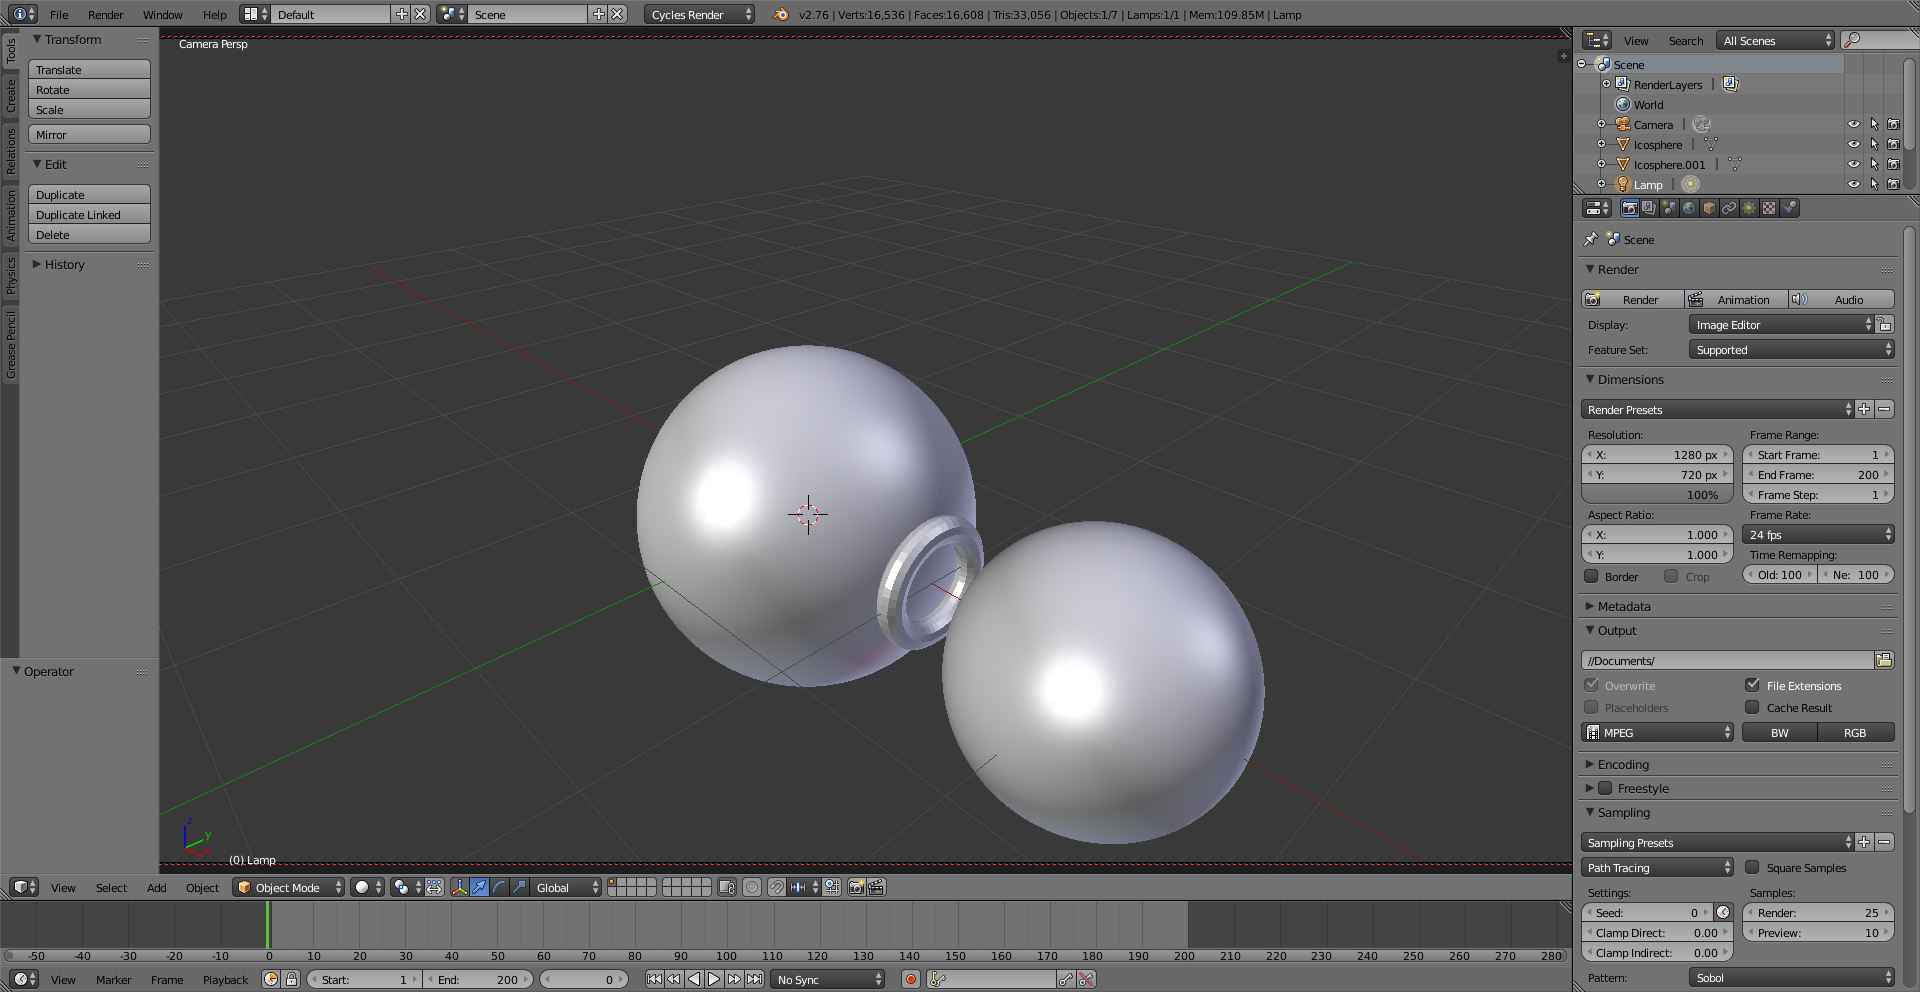 File Render Window Help Default Scene Cycles Render v2.76 | Verts:16,536 | Faces:16,608 | Tris:33,056 | Objects:1/7 | Lamps:1/1 | Mem:109.85M | Lamp
Tools
Create
Relations
Animation
Physics
Grease Pencil
Transform
Translate
Rotate
Scale
Mirror
Edit
Duplicate
Duplicate Linked
Delete
History
Operator
Camera Persp
z
y
(0) Lamp
View Search All Scenes
Scene
RenderLayers |
World
Camera |
Icosphere |
Icosphere.001 |
Lamp |
Scene
Render
Render Animation Audio
Display: Image Editor
Feature Set: Supported
Dimensions
Render Presets
Resolution: Frame Range:
X: 1280 px Start Frame: 1
Y: 720 px End Frame: 200
100% Frame Step: 1
Aspect Ratio: Frame Rate:
X: 1.000 24 fps
Y: 1.000 Time Remapping:
Border Crop Old: 100 Ne: 100
Metadata
Output
//Documents/
Overwrite File Extensions
Placeholders Cache Result
MPEG BW RGB
Encoding
Freestyle
Sampling
Sampling Presets
Path Tracing Square Samples
Settings: Samples:
Seed: 0 Render: 25
Clamp Direct: 0.00 Preview: 10
Clamp Indirect: 0.00
Pattern: Sobol
View Select Add Object Object Mode Global
-50 -40 -30 -20 -10 0 10 20 30 40 50 60 70 80 90 100 110 120 130 140 150 160 170 180 190 200 210 220 230 240 250 260 270 280
View Marker Frame Playback Start: 1 End: 200 0 No Sync